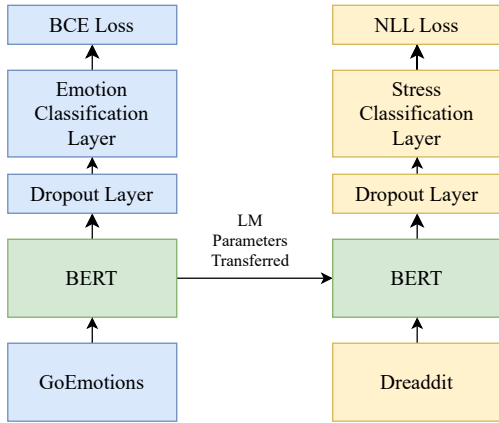 BCE Loss
Emotion
Classification
Layer
Dropout Layer
BERT
GoEmotions
LM
Parameters
Transferred
NLL Loss
Stress
Classification
Layer
Dropout Layer
BERT
Dreaddit